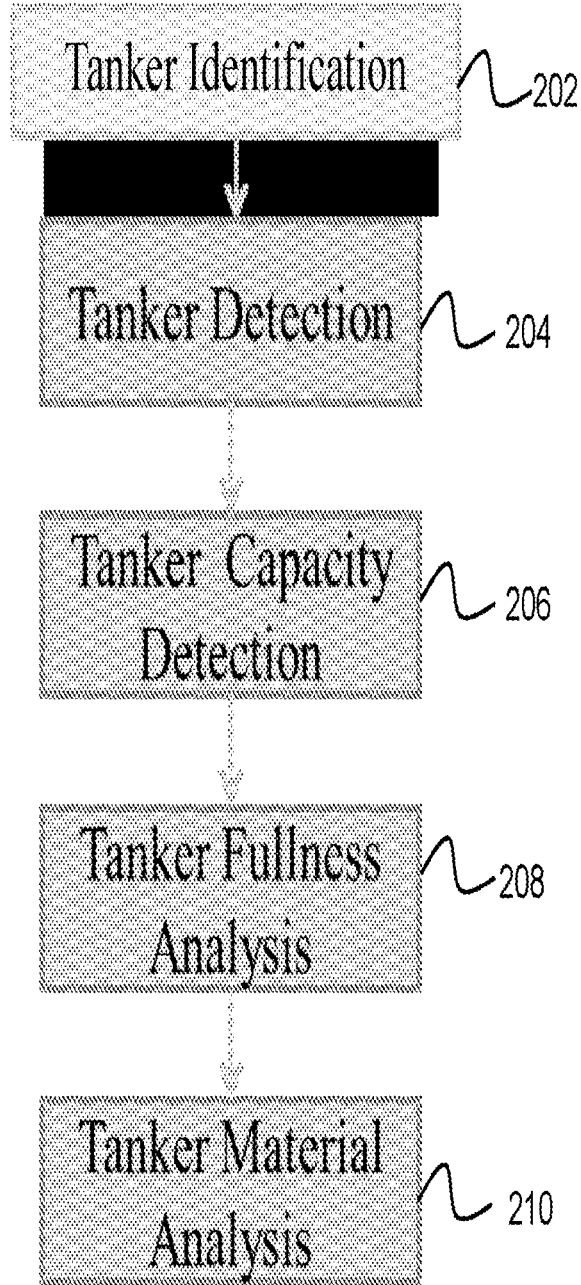 Tanker Identification
202
Tanker Detection
204
Tanker Capacity
Detection
206
Tanker Fullness
Analysis
208
Tanker Material
Analysis
210